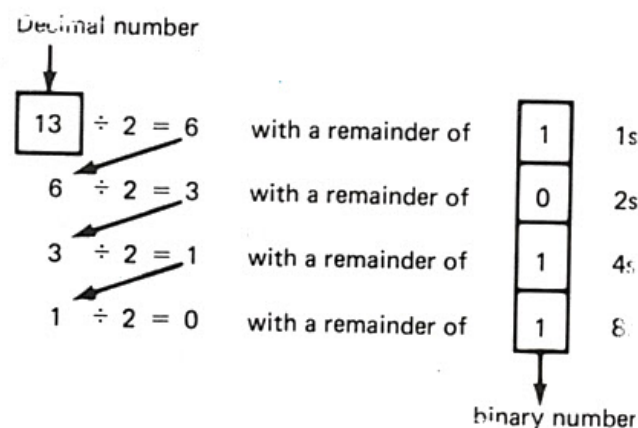 Decimal number
13 ÷ 2 = 6 with a remainder of 1 1s
6 ÷ 2 = 3 with a remainder of 0 2s
3 ÷ 2 = 1 with a remainder of 1 4s
1 ÷ 2 = 0 with a remainder of 1 8
binary number